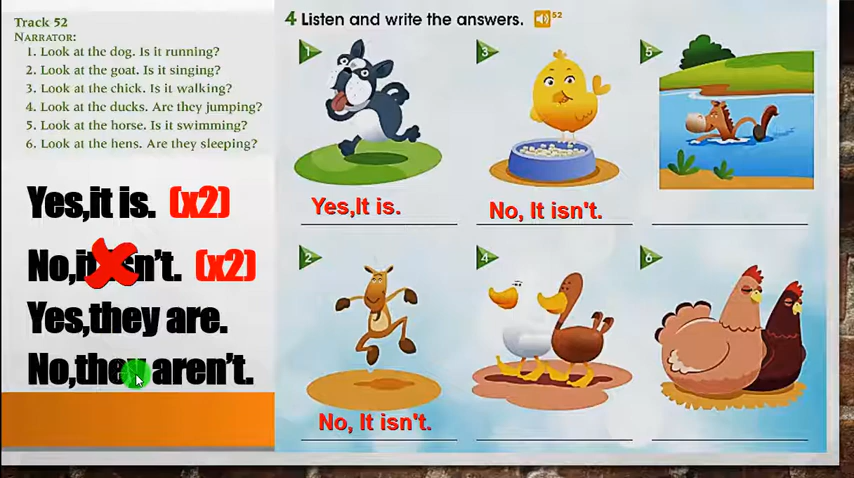 Track 52
NARRATOR:
1. Look at the dog. Is it running?
2. Look at the goat. Is it singing?
3. Look at the chick. Is it walking?
4. Look at the ducks. Are they jumping?
5. Look at the horse. Is it swimming?
6. Look at the hens. Are they sleeping?
Yes,it is. (x2)
No,it isn't. (x2)
Yes,they are.
No,they aren't.
4 Listen and write the answers. 52
1
3
5
Yes,It is.
No, It isn't.
2
4
6
No, It isn't.